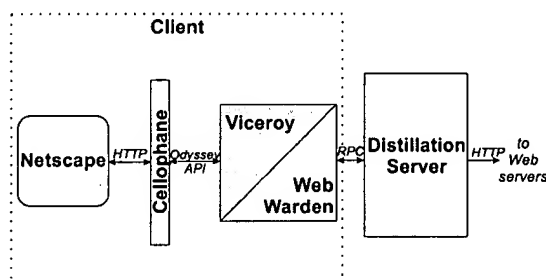 Client
Netscape
HTTP
Cellophane
Odyssey
API
Viceroy
Web
Warden
RPC
Distillation
Server
HTTP
to
Web
servers